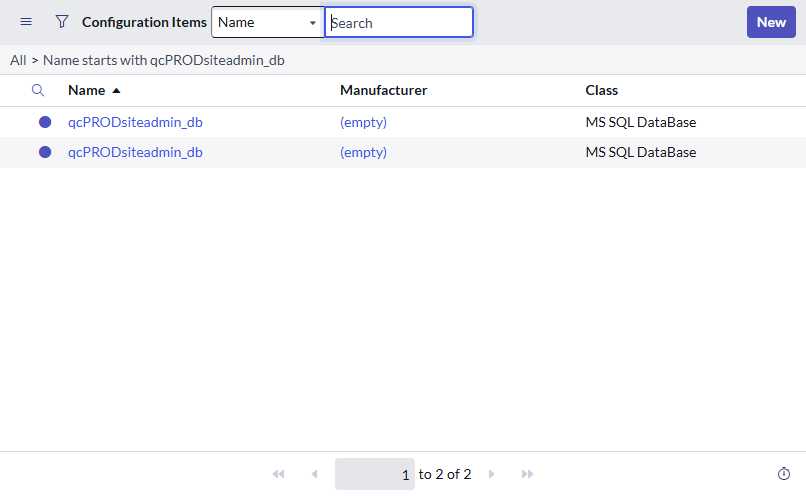 Configuration Items Name Search New
All > Name starts with qcPRODsiteadmin_db
Name Manufacturer Class
qcPRODsiteadmin_db (empty) MS SQL DataBase
qcPRODsiteadmin_db (empty) MS SQL DataBase
1 to 2 of 2